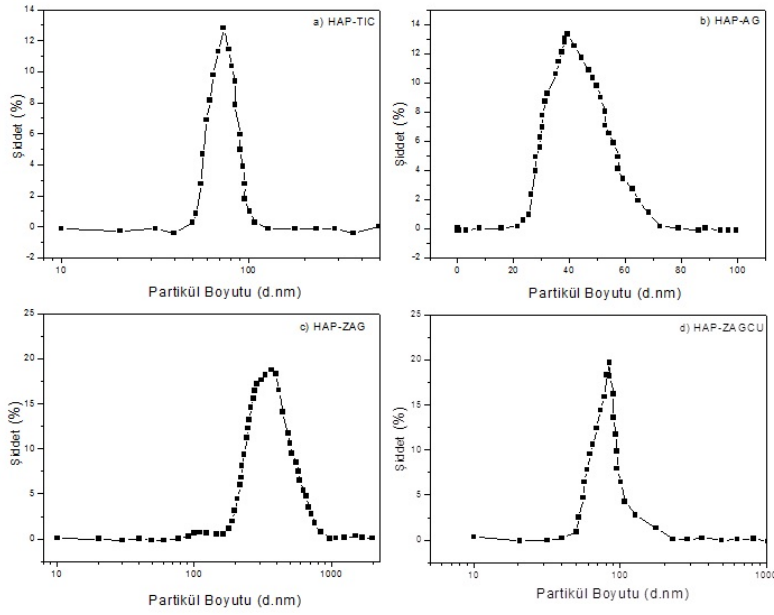 a) HAP-TIC
14
12
10
8
6
4
2
0
-2
Şiddet (%)
10 100
Partikül Boyutu (d.nm)
b) HAP-AG
14
12
10
8
6
4
2
0
-2
Şiddet (%)
0 20 40 60 80 100
Partikül Boyutu (d.nm)
c) HAP-ZAG
25
20
15
10
5
0
Şiddet (%)
10 100 1000
Partikül Boyutu (d.nm)
d) HAP-ZAGCU
25
20
15
10
5
0
Şiddet (%)
10 100 1000
Partikül Boyutu (d.nm)